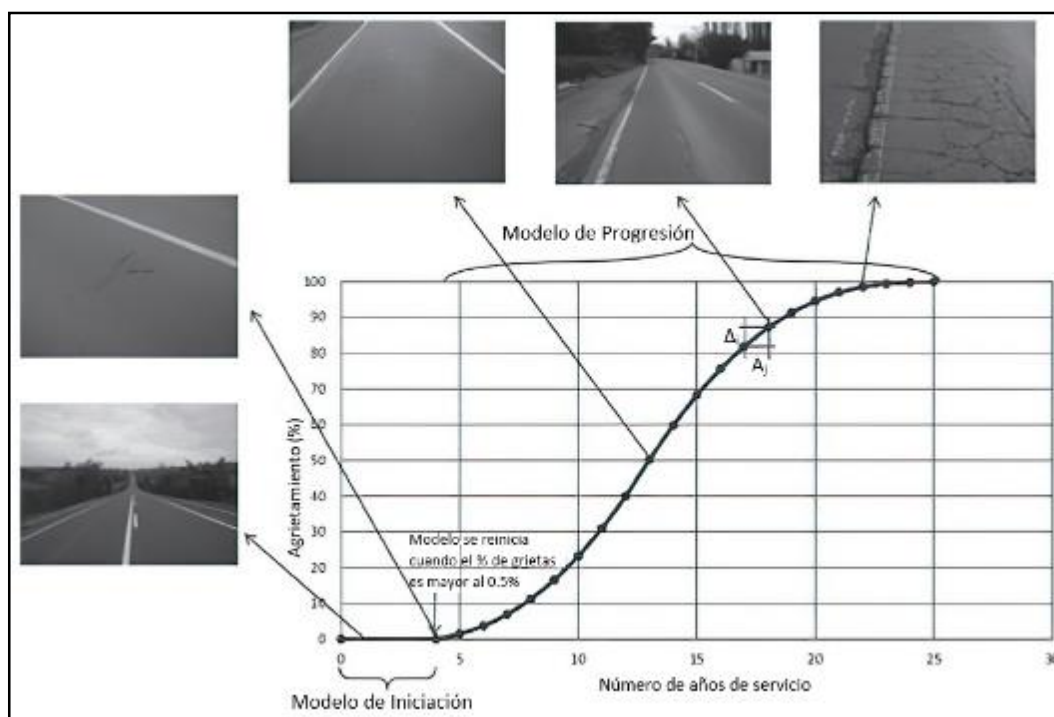 Modelo de Progresión
100
90
80
70
60
50
40
30
20
10
0
Agrietamiento (%)
Δ
Aj
Modelo se reinicia
cuando el % de grietas
es mayor al 0.5%
0 5 10 15 20 25 30
Número de años de servicio
Modelo de Iniciación